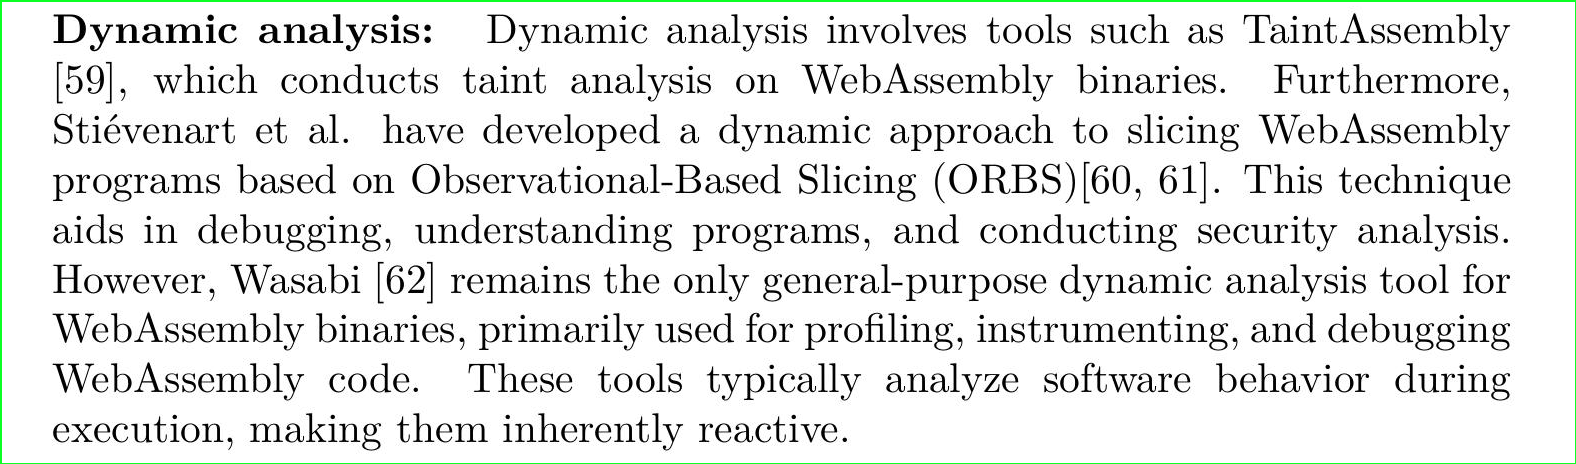 Dynamic analysis: Dynamic analysis involves tools such as TaintAssembly
[59], which conducts taint analysis on WebAssembly binaries. Furthermore,
Stiévenart et al. have developed a dynamic approach to slicing WebAssembly
programs based on Observational-Based Slicing (ORBS)[60, 61]. This technique
aids in debugging, understanding programs, and conducting security analysis.
However, Wasabi [62] remains the only general-purpose dynamic analysis tool for
WebAssembly binaries, primarily used for profiling, instrumenting, and debugging
WebAssembly code. These tools typically analyze software behavior during
execution, making them inherently reactive.